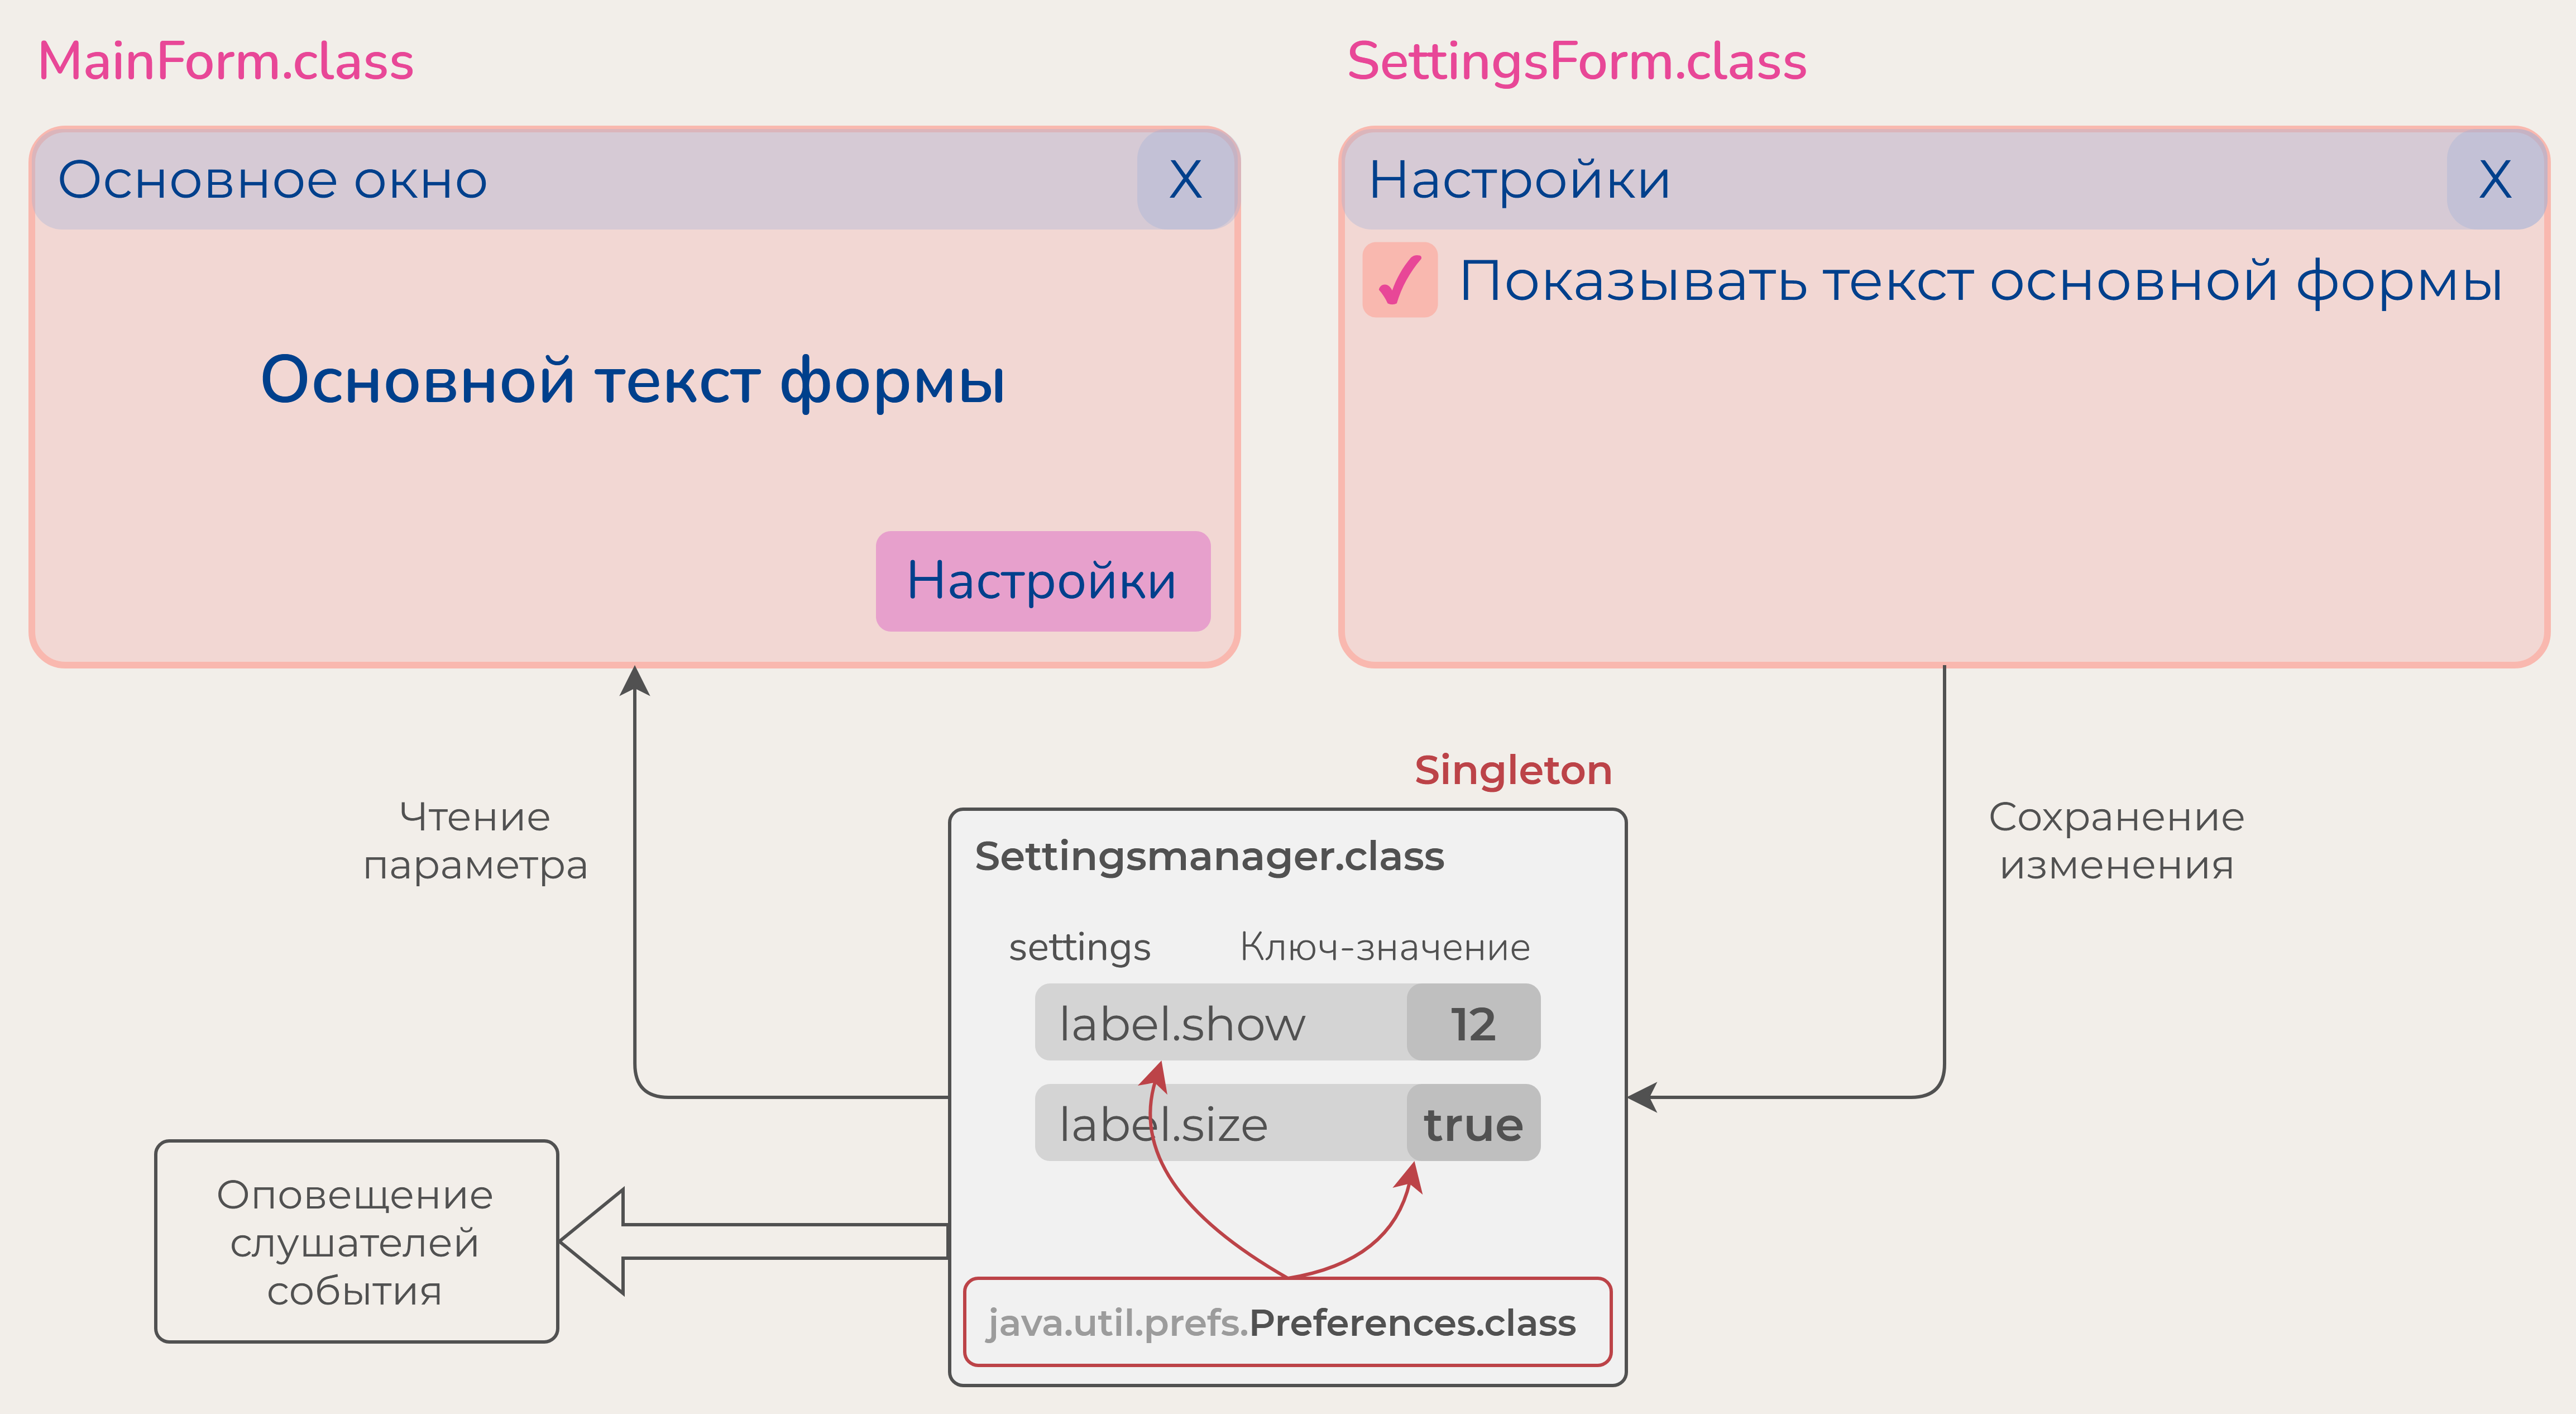 MainForm.class
Основное окно
X
Основной текст формы
Настройки
SettingsForm.class
Настройки
X
Показывать текст основной формы
Чтение
параметра
Singleton
Сохранение
изменения
Settingsmanager.class
settings
Ключ-значение
label.show
12
label.size
true
java.util.prefs.Preferences.class
Оповещение
слушателей
события